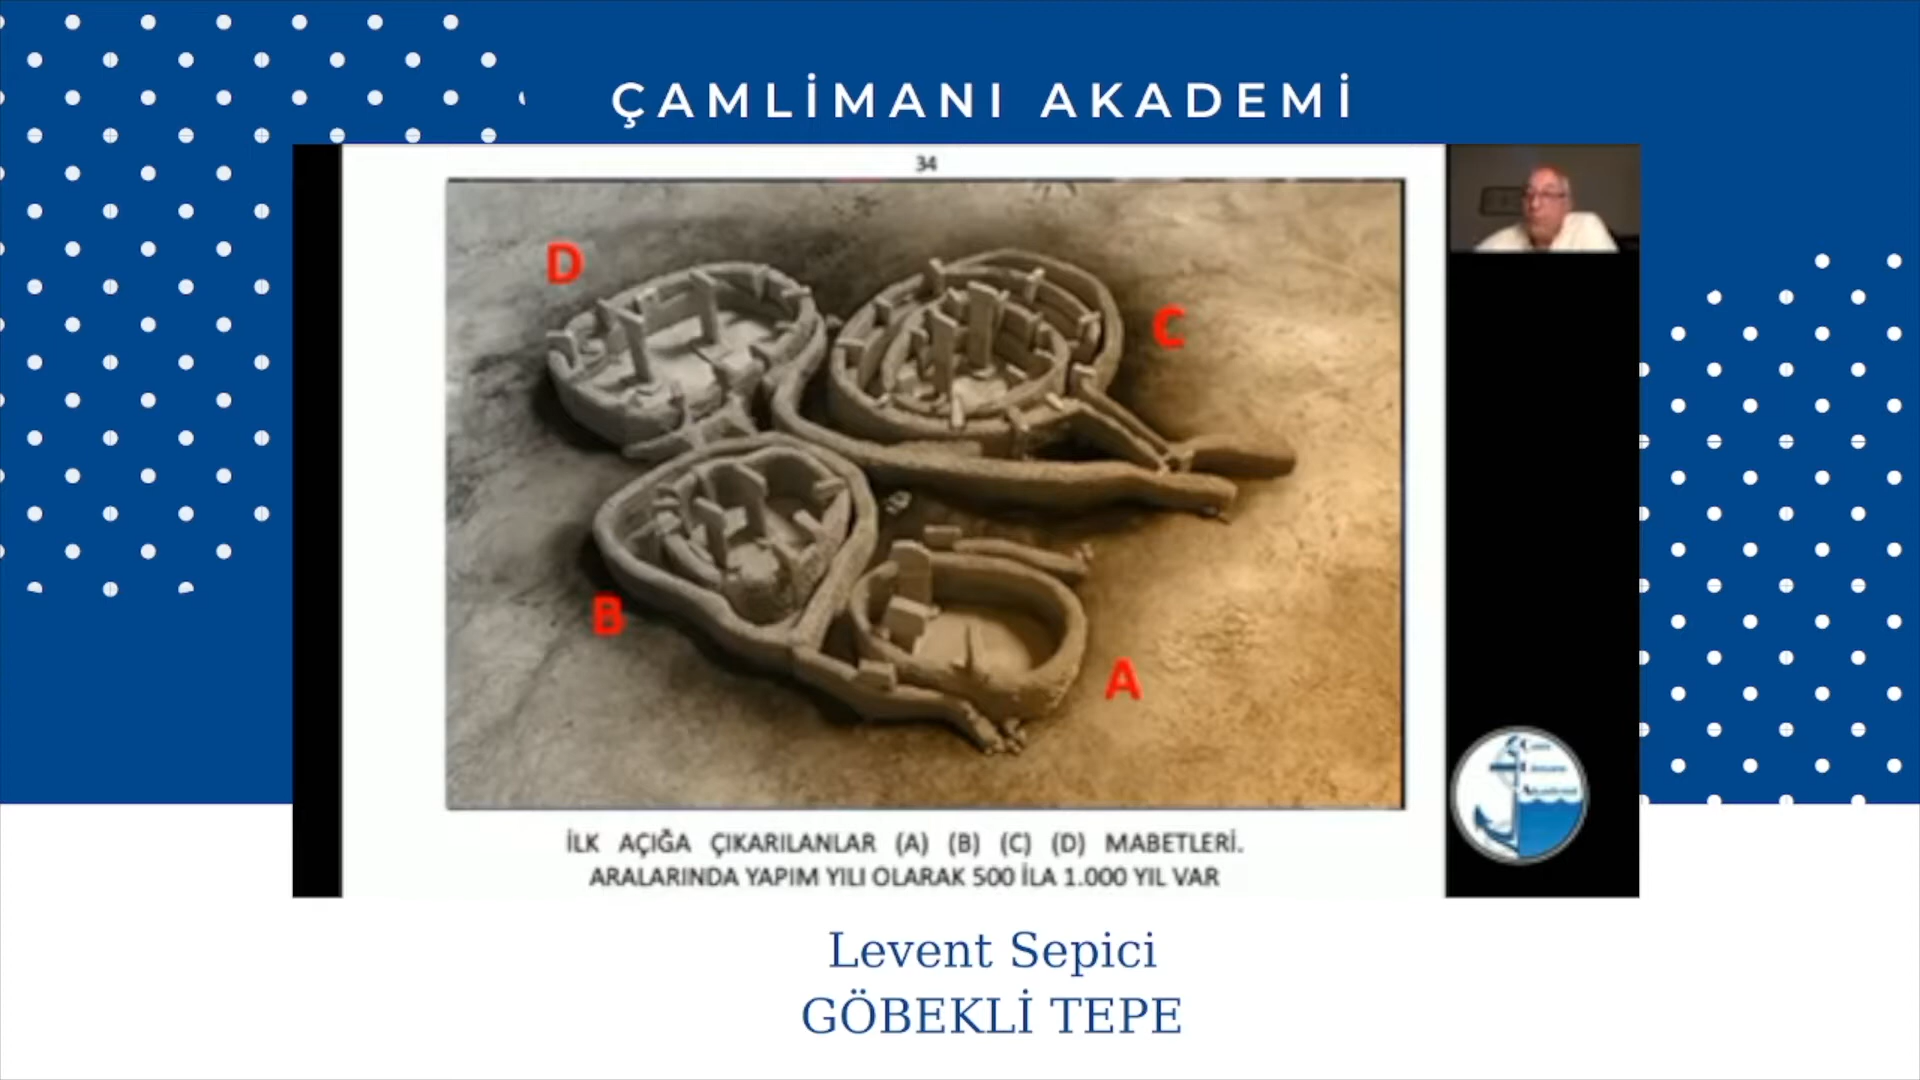 ÇAMLİMANI AKADEMİ
34
D
C
B
A
İLK AÇIĞA ÇIKARILANLAR (A) (B) (C) (D) MABETLERİ.
ARALARINDA YAPIM YILI OLARAK 500 İLA 1.000 YIL VAR
Levent Sepici
GÖBEKLİ TEPE